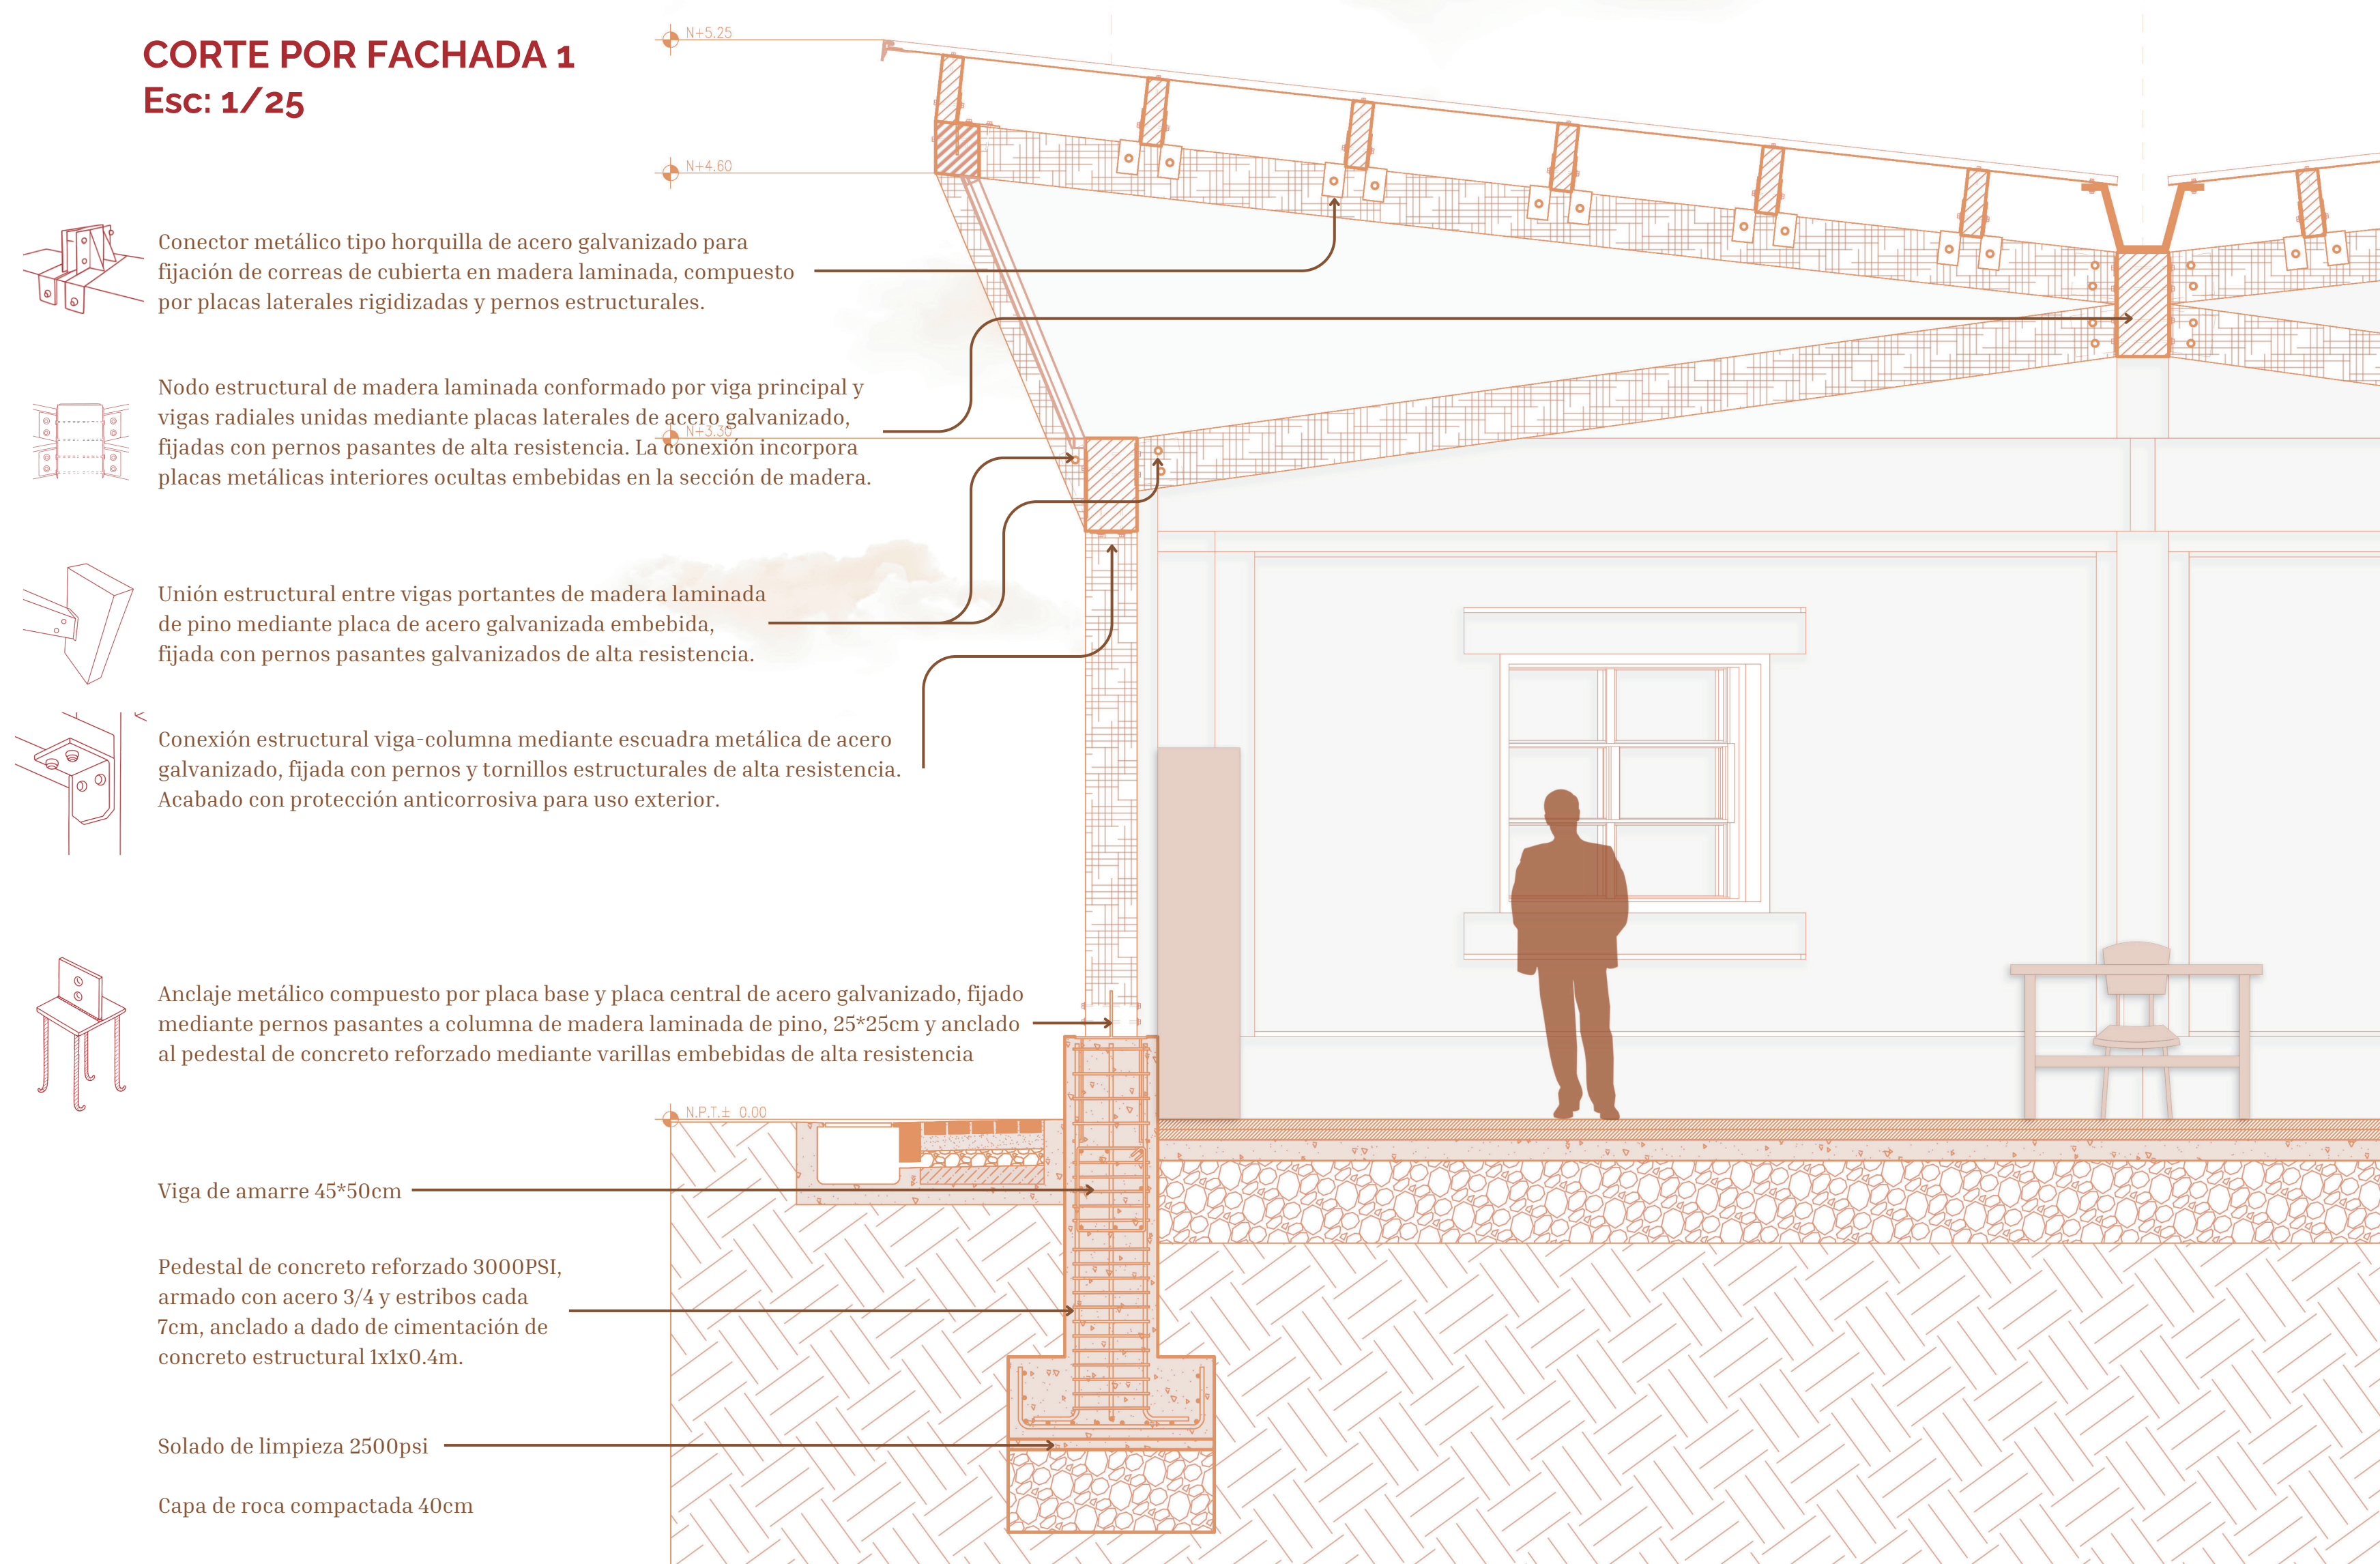 CORTE POR FACHADA 1
Esc: 1/25
N+5.25
N+4.60
Conector metálico tipo horquilla de acero galvanizado para
fijación de correas de cubierta en madera laminada, compuesto
por placas laterales rigidizadas y pernos estructurales.
Nodo estructural de madera laminada conformado por viga principal y
vigas radiales unidas mediante placas laterales de acero galvanizado,
N+3.30
fijadas con pernos pasantes de alta resistencia. La conexión incorpora
placas metálicas interiores ocultas embebidas en la sección de madera.
Unión estructural entre vigas portantes de madera laminada
de pino mediante placa de acero galvanizada embebida,
fijada con pernos pasantes galvanizados de alta resistencia.
Conexión estructural viga-columna mediante escuadra metálica de acero
galvanizado, fijada con pernos y tornillos estructurales de alta resistencia.
Acabado con protección anticorrosiva para uso exterior.
Anclaje metálico compuesto por placa base y placa central de acero galvanizado, fijado
mediante pernos pasantes a columna de madera laminada de pino, 25*25cm y anclado
al pedestal de concreto reforzado mediante varillas embebidas de alta resistencia
N.P.T.± 0.00
Viga de amarre 45*50cm
Pedestal de concreto reforzado 3000PSI,
armado con acero 3/4 y estribos cada
7cm, anclado a dado de cimentación de
concreto estructural 1x1x0.4m.
Solado de limpieza 2500psi
Capa de roca compactada 40cm